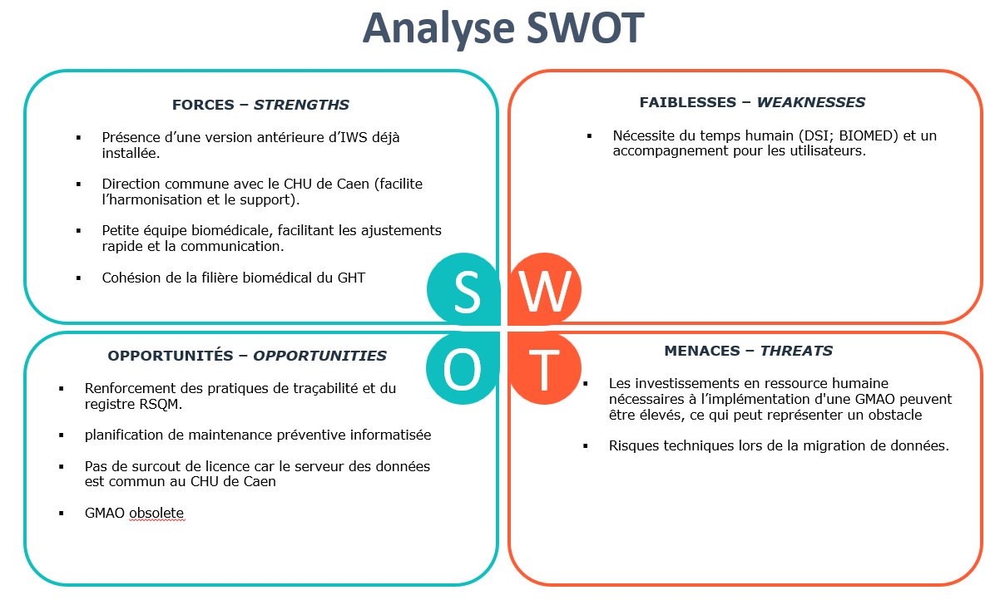 Analyse SWOT
FORCES – STRENGTHS
▪ Présence d’une version antérieure d’IWS déjà
installée.
▪ Direction commune avec le CHU de Caen (facilite
l’harmonisation et le support).
▪ Petite équipe biomédicale, facilitant les ajustements
rapide et la communication.
▪ Cohésion de la filière biomédical du GHT
S
FAIBLESSES – WEAKNESSES
▪ Nécessite du temps humain (DSI; BIOMED) et un
accompagnement pour les utilisateurs.
W
OPPORTUNITÉS – OPPORTUNITIES
▪ Renforcement des pratiques de traçabilité et du
registre RSQM.
▪ planification de maintenance préventive informatisée
▪ Pas de surcout de licence car le serveur des données
est commun au CHU de Caen
▪ GMAO obsolete
O
MENACES – THREATS
▪ Les investissements en ressource humaine
nécessaires à l’implémentation d'une GMAO peuvent
être élevés, ce qui peut représenter un obstacle
▪ Risques techniques lors de la migration de données.
T